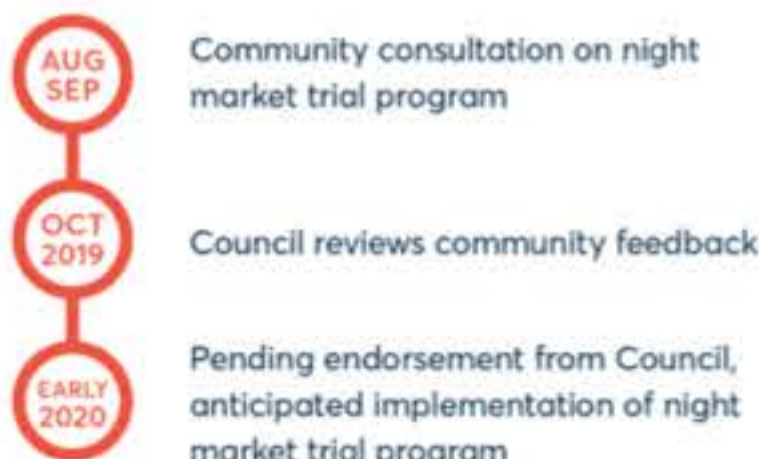 AUG
SEP
Community consultation on night
market trial program
OCT
2019
Council reviews community feedback
EARLY
2020
Pending endorsement from Council,
anticipated implementation of night
market trial program